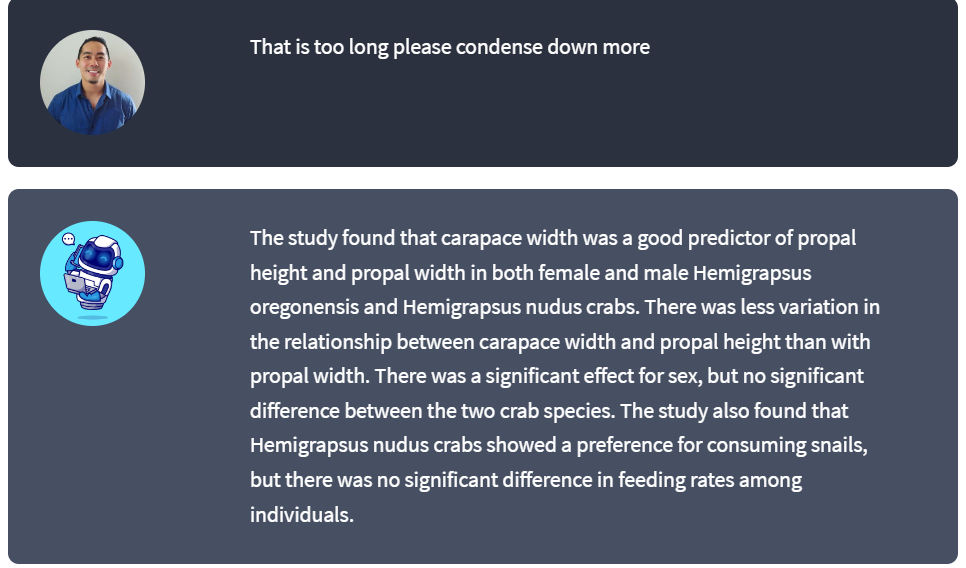 That is too long please condense down more
The study found that carapace width was a good predictor of propal
height and propal width in both female and male Hemigrapsus
oregonensis and Hemigrapsus nudus crabs. There was less variation in
the relationship between carapace width and propal height than with
propal width. There was a significant effect for sex, but no significant
difference between the two crab species. The study also found that
Hemigrapsus nudus crabs showed a preference for consuming snails,
but there was no significant difference in feeding rates among
individuals.